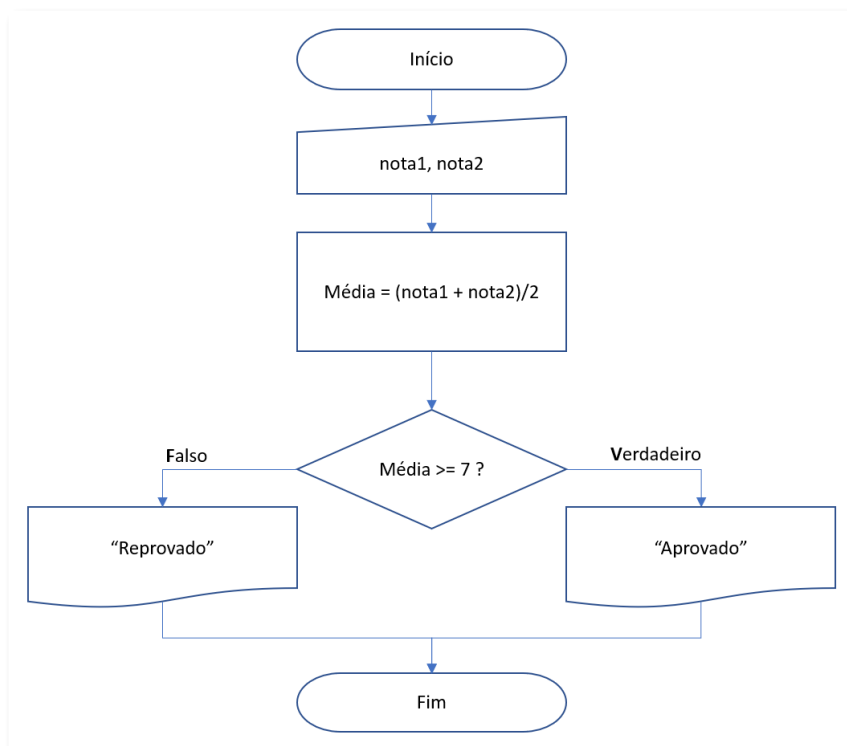 Início
nota1, nota2
Média = (nota1 + nota2)/2
Média >= 7 ?
Falso
Verdadeiro
“Reprovado”
“Aprovado”
Fim